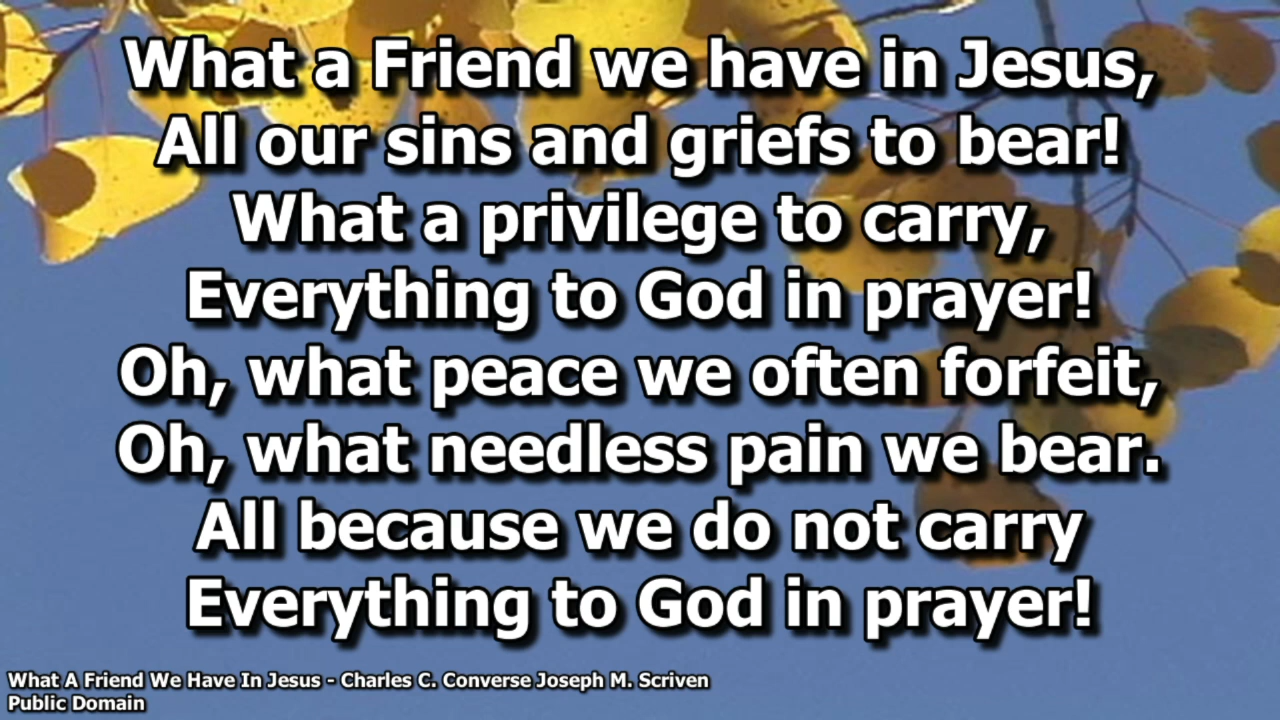 What a Friend we have in Jesus,
All our sins and griefs to bear!
What a privilege to carry,
Everything to God in prayer!
Oh, what peace we often forfeit,
Oh, what needless pain we bear.
All because we do not carry
Everything to God in prayer!
What A Friend We Have In Jesus - Charles C. Converse Joseph M. Scriven
Public Domain